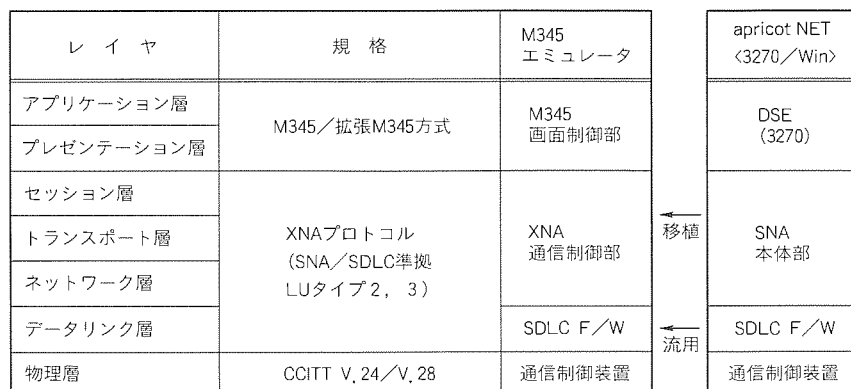 レイヤ
規格
M345
エミュレータ
apricot NET
〈3270／Win〉
アプリケーション層
プレゼンテーション層
M345／拡張M345方式
M345
画面制御部
DSE
(3270)
セッション層
トランスポート層
ネットワーク層
データリンク層
XNAプロトコル
(SNA／SDLC準拠
LUタイプ2，3)
XNA
通信制御部
移植
SNA
本体部
SDLC F／W
流用
SDLC F／W
物理層
CCITT V.24／V.28
通信制御装置
通信制御装置